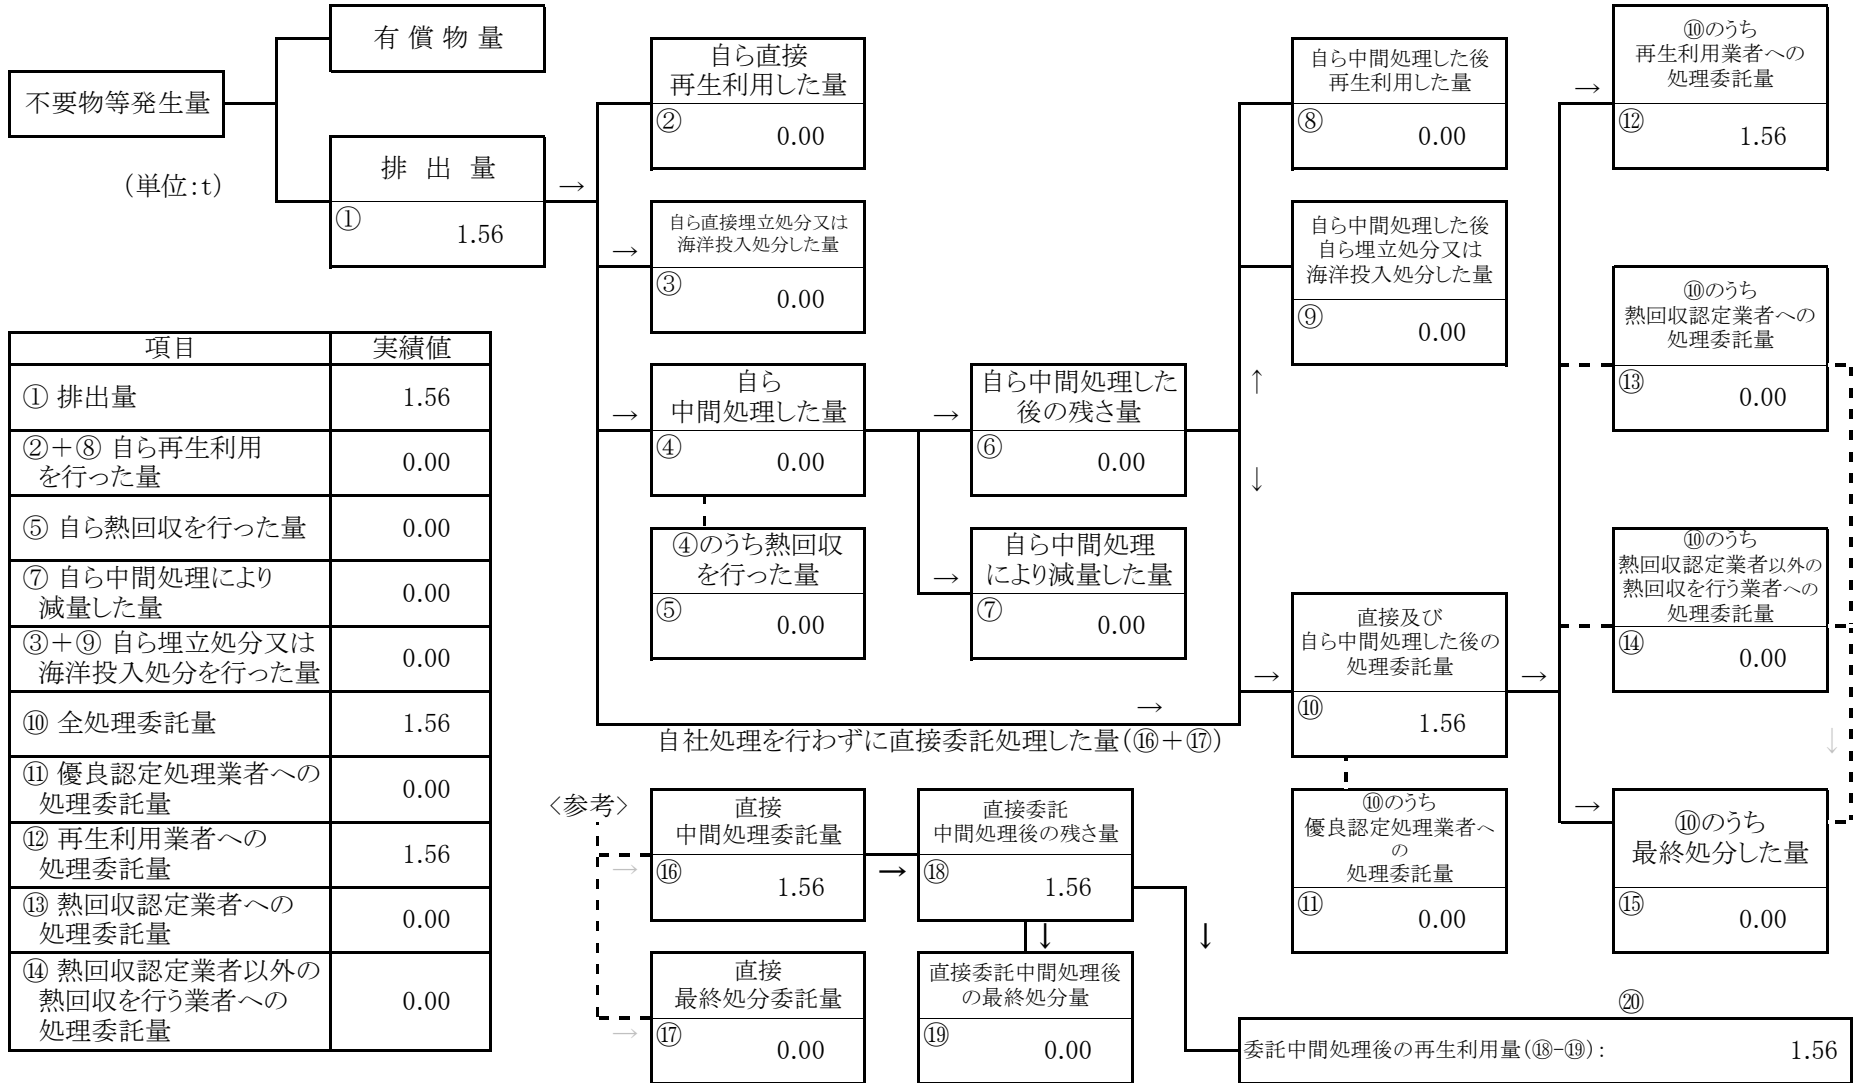 有 償 物 量
不要物等発生量
(単位:t)
排 出 量
①
1.56
→
自ら直接
再生利用した量
②
0.00
→
自ら直接埋立処分又は
海洋投入処分した量
③
0.00
→
自ら
中間処理した量
④
0.00
④のうち熱回収
を行った量
⑤
0.00
→
自ら中間処理した
後の残さ量
⑥
0.00
→
自ら中間処理
により減量した量
⑦
0.00
↑
↓
自ら中間処理した後
再生利用した量
⑧
0.00
自ら中間処理した後
自ら埋立処分又は
海洋投入処分した量
⑨
0.00
→
自社処理を行わずに直接委託処理した量(⑯+⑰)
→
直接及び
自ら中間処理した後の
処理委託量
⑩
1.56
⑩のうち
優良認定処理業者へ
の
処理委託量
⑪
0.00
→
→
⑩のうち
再生利用業者への
処理委託量
⑫
1.56
⑩のうち
熱回収認定業者への
処理委託量
⑬
0.00
⑩のうち
熱回収認定業者以外の
熱回収を行う業者への
処理委託量
⑭
0.00
↓
→
⑩のうち
最終処分した量
⑮
0.00
項目 実績値
① 排出量 1.56
②+⑧ 自ら再生利用
を行った量 0.00
⑤ 自ら熱回収を行った量 0.00
⑦ 自ら中間処理により
減量した量 0.00
③+⑨ 自ら埋立処分又は
海洋投入処分を行った量 0.00
⑩ 全処理委託量 1.56
⑪ 優良認定処理業者への
処理委託量 0.00
⑫ 再生利用業者への
処理委託量 1.56
⑬ 熱回収認定業者への
処理委託量 0.00
⑭ 熱回収認定業者以外の
熱回収を行う業者への
処理委託量 0.00
<参考>
→
直接
中間処理委託量
⑯
1.56
→
直接委託
中間処理後の残さ量
⑱
1.56
↓
↓
→
直接
最終処分委託量
⑰
0.00
直接委託中間処理後
の最終処分量
⑲
0.00
⑳
委託中間処理後の再生利用量(⑱-⑲): 1.56